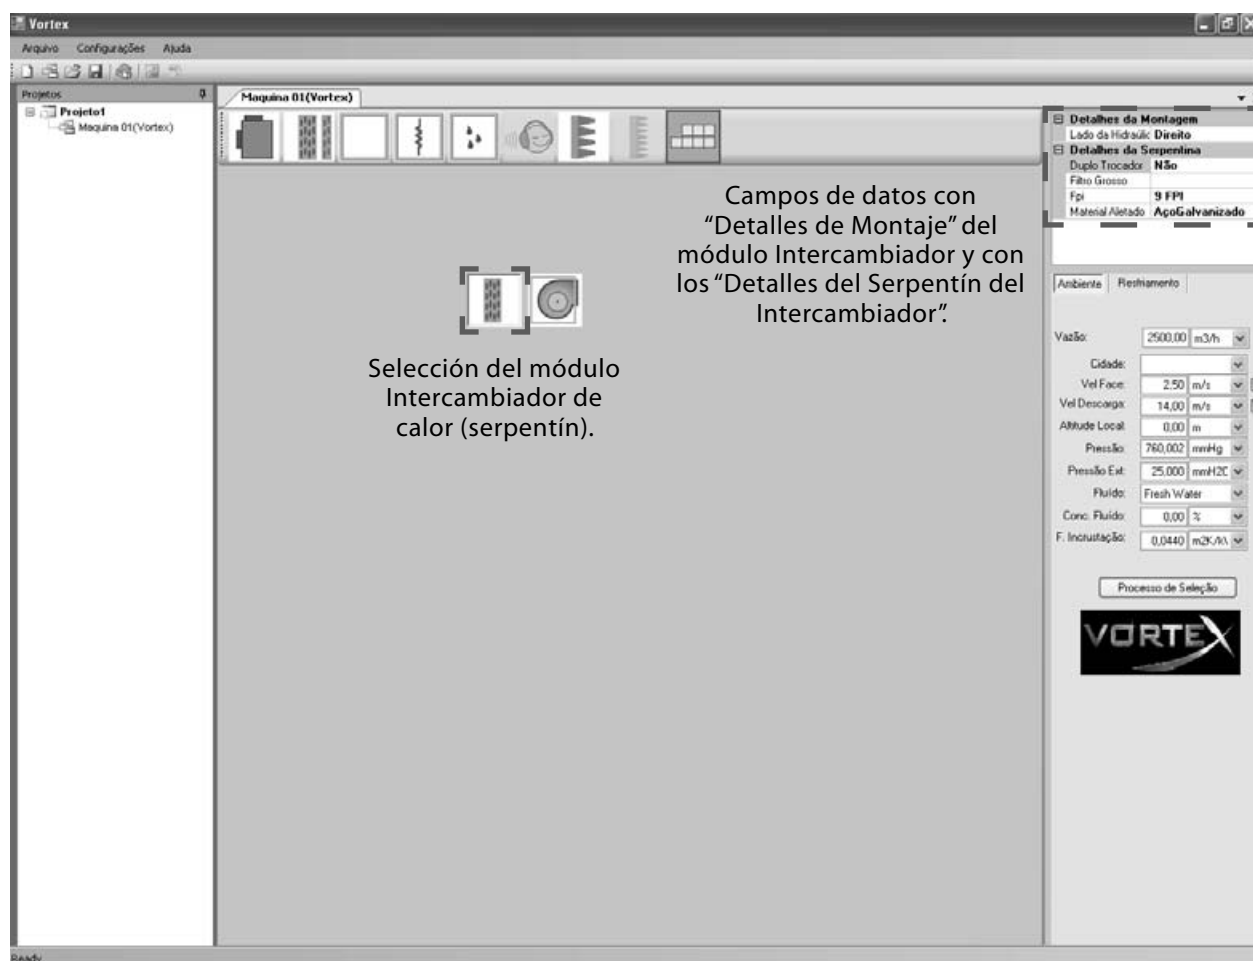 Vortex
Arquivo Configurações Ajuda
Projetos
Projeto1
Maquina 01(Vortex)
Maquina 01(Vortex)
Detalhes da Montagem
Lado da Hidraúlic Direito
Detalhes da Serpentina
Duplo Trocador Não
Filtro Grosso
Fpi 9 FPI
Material Aletado AçoGalvanizado
Campos de datos con
“Detalles de Montaje” del
módulo Intercambiador y con
los “Detalles del Serpentín del
Intercambiador”.
Selección del módulo
Intercambiador de
calor (serpentín).
Ambiente Resfriamento
Vazão: 2500,00 m3/h
Cidade:
Vel Face: 2.50 m/s
Vel Descarga: 14,00 m/s
Altitude Local: 0,00 m
Pressão: 760,002 mmHg
Pressão Ext: 25,000 mmH2C
Fluído: Fresh Water
Conc. Fluído: 0,00 %
F. Incrustação: 0,0440 m2K/k\
Processo de Seleção
VORTEX
Ready